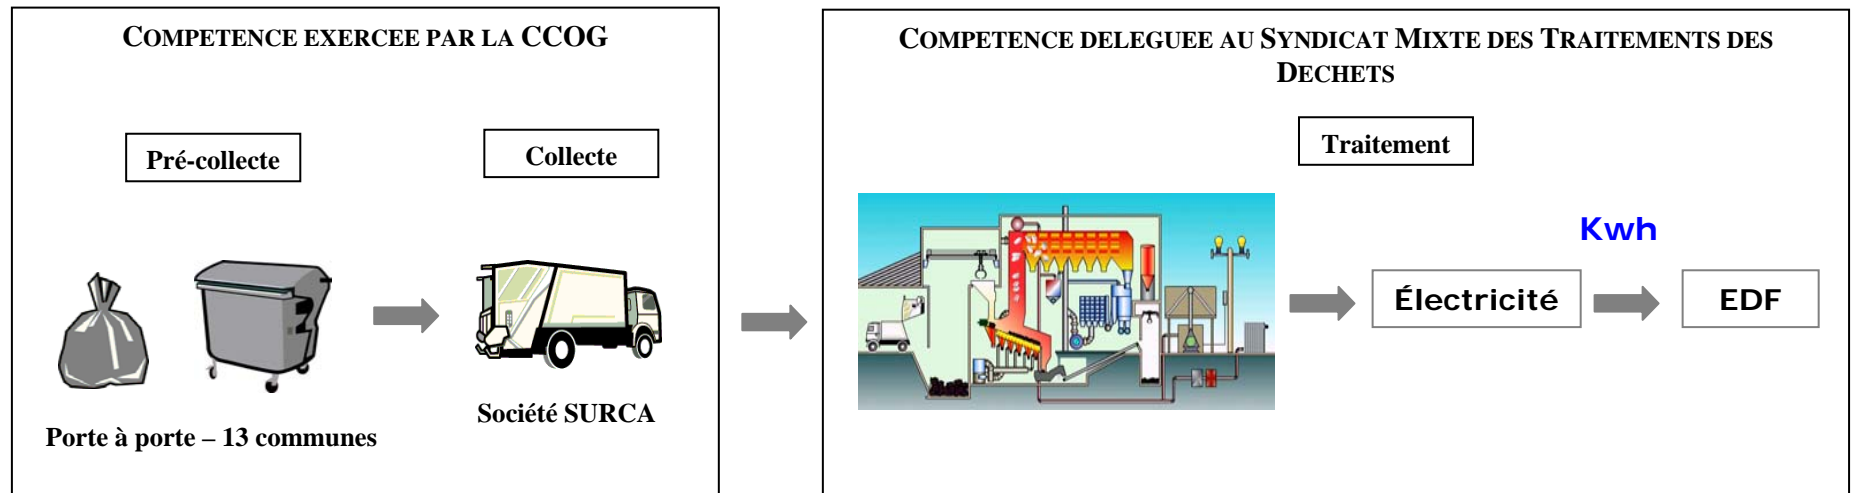 COMPETENCE EXERCEE PAR LA CCOG
Pré-collecte
Collecte
Société SURCA
Porte à porte – 13 communes
COMPETENCE DELEGUEE AU SYNDICAT MIXTE DES TRAITEMENTS DES
DECHETS
Traitement
Kwh
Électricité
EDF